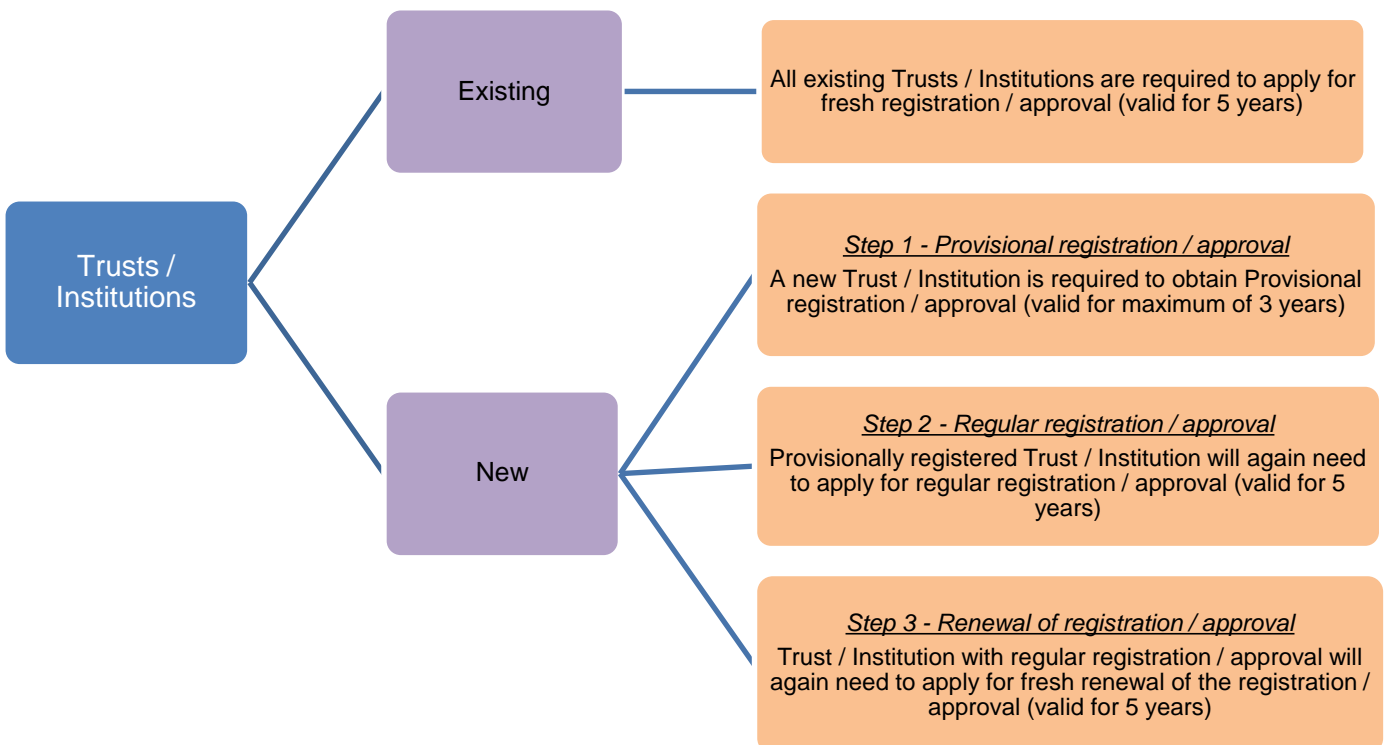 Trusts /
Institutions
Existing
All existing Trusts / Institutions are required to apply for
fresh registration / approval (valid for 5 years)
New
Step 1 - Provisional registration / approval
A new Trust / Institution is required to obtain Provisional
registration / approval (valid for maximum of 3 years)
Step 2 - Regular registration / approval
Provisionally registered Trust / Institution will again need
to apply for regular registration / approval (valid for 5
years)
Step 3 - Renewal of registration / approval
Trust / Institution with regular registration / approval will
again need to apply for fresh renewal of the registration /
approval (valid for 5 years)